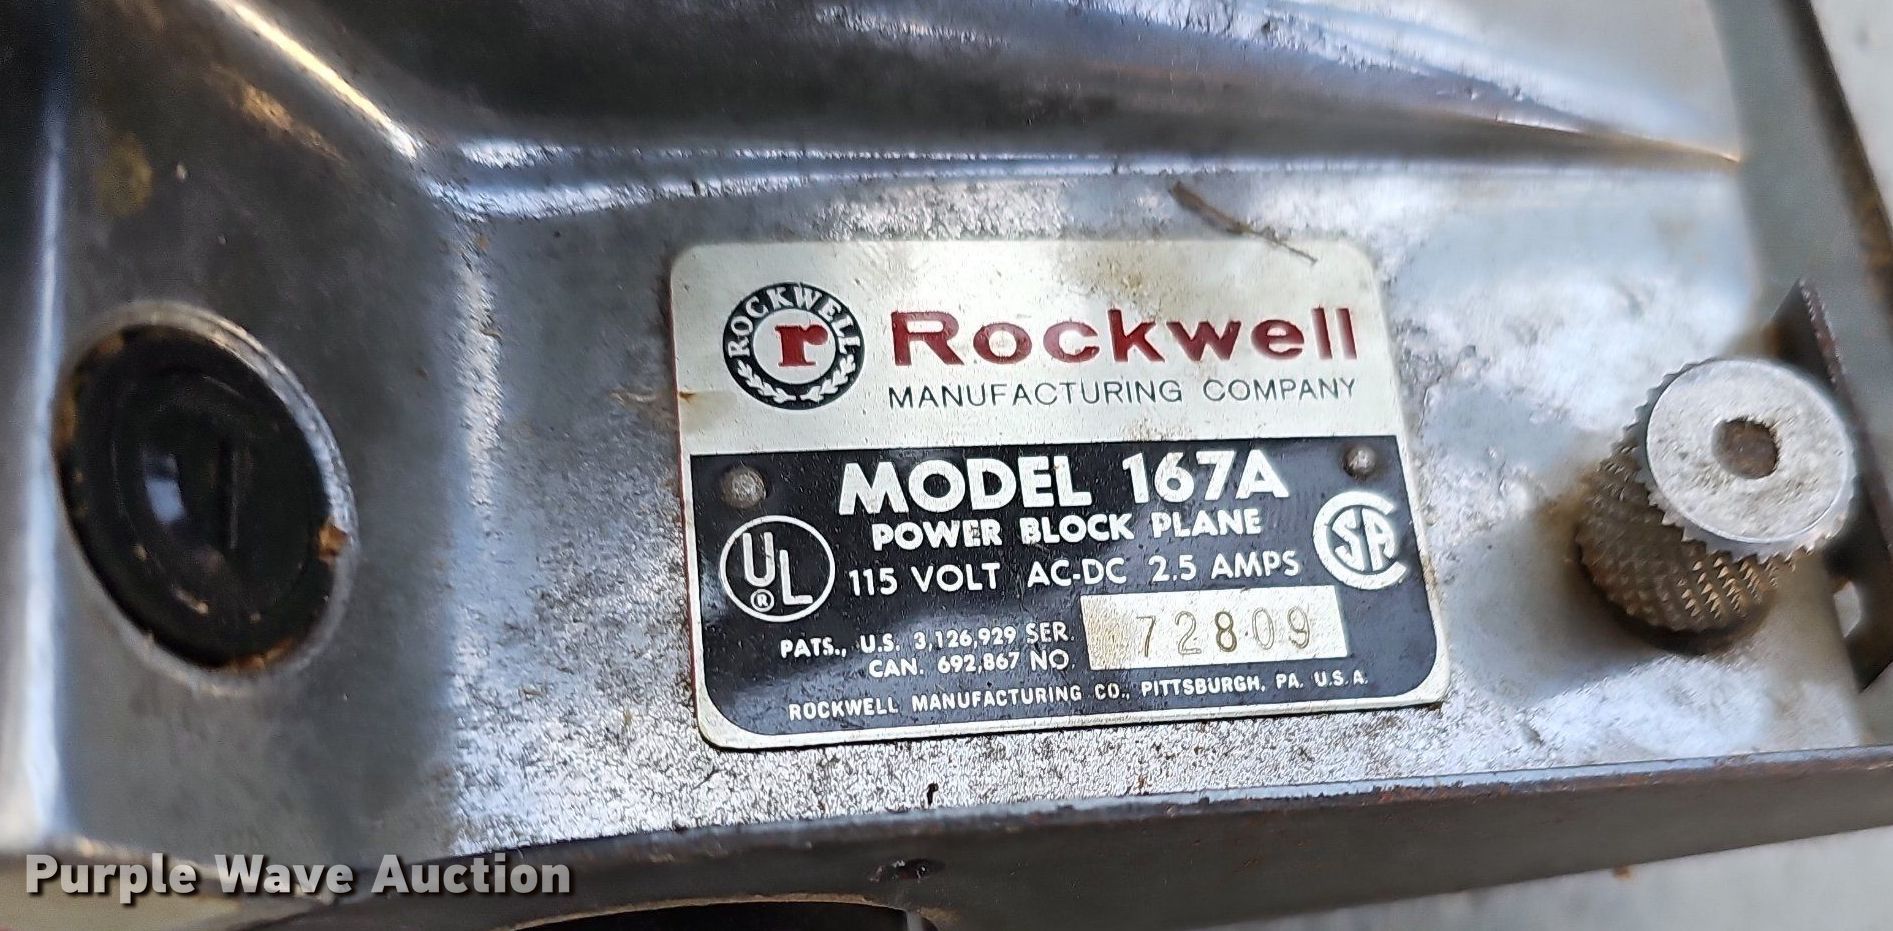 ROCKWELL
r
Rockwell
MANUFACTURING COMPANY
MODEL 167A
POWER BLOCK PLANE
115 VOLT AC-DC 2.5 AMPS
UL
®
CSA
PATS., U.S. 3,126,929 SER.
CAN. 692,867 NO.
72809
ROCKWELL MANUFACTURING CO., PITTSBURGH, PA. U.S.A.
Purple Wave Auction